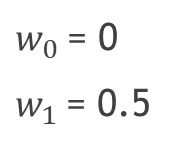 w₀ = 0
w₁ = 0.5